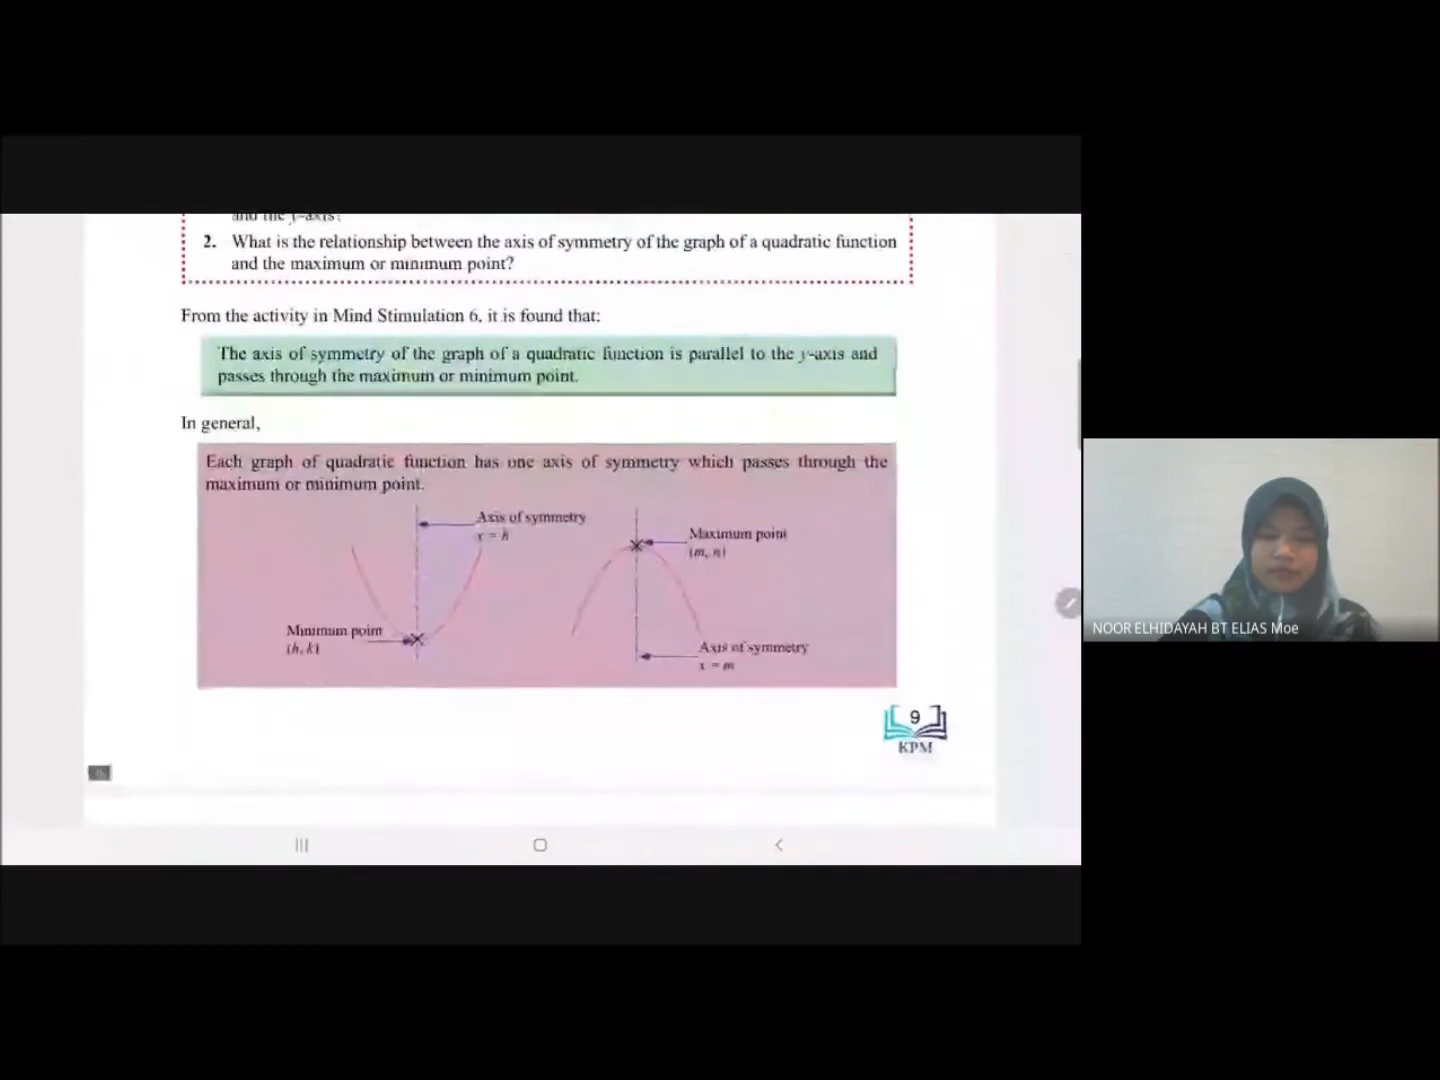 and the y-axis?
2. What is the relationship between the axis of symmetry of the graph of a quadratic function
and the maximum or minimum point?
From the activity in Mind Stimulation 6, it is found that:
The axis of symmetry of the graph of a quadratic function is parallel to the y-axis and
passes through the maximum or minimum point.
In general,
Each graph of quadratic function has one axis of symmetry which passes through the
maximum or minimum point.
Axis of symmetry
x = h
Minimum point
(h, k)
Maximum point
(m, n)
Axis of symmetry
x = m
9
KPM
NOOR ELHIDAYAH BT ELIAS Moe